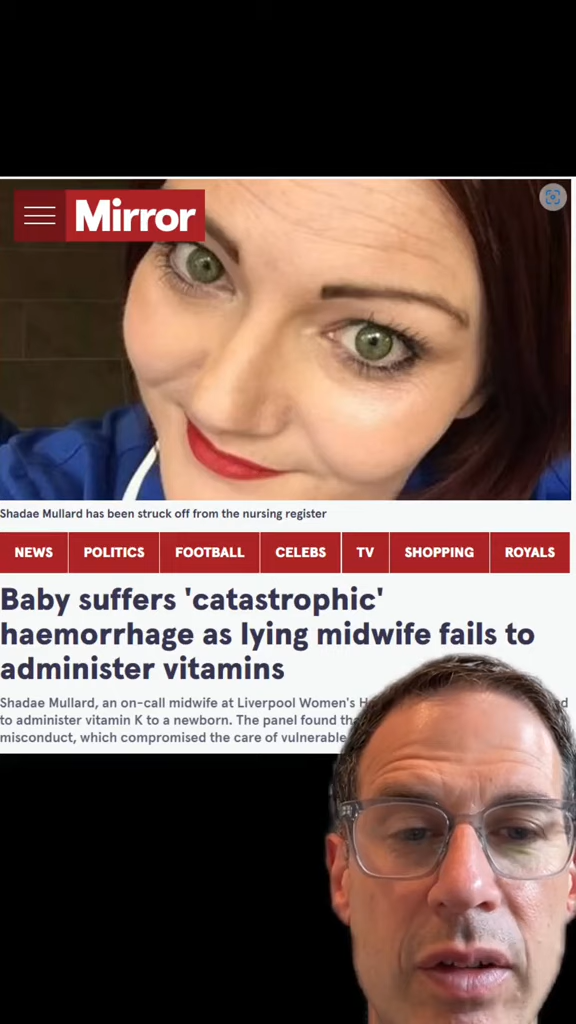 Mirror
Shadae Mullard has been struck off from the nursing register
NEWS POLITICS FOOTBALL CELEBS TV SHOPPING ROYALS
Baby suffers 'catastrophic'
haemorrhage as lying midwife fails to
administer vitamins
Shadae Mullard, an on-call midwife at Liverpool Women's
to administer vitamin K to a newborn. The panel found
misconduct, which compromised the care of vulnerable